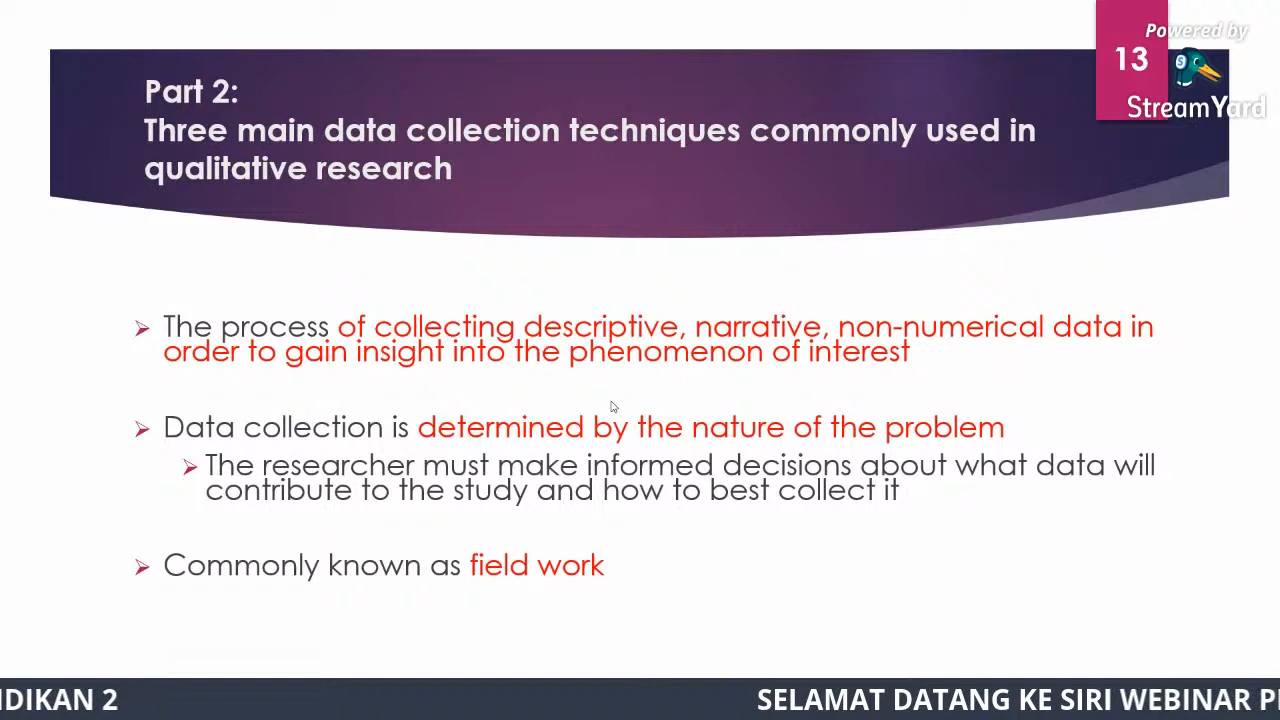 Powered by
13
StreamYard
Part 2:
Three main data collection techniques commonly used in
qualitative research
The process of collecting descriptive, narrative, non-numerical data in
order to gain insight into the phenomenon of interest
Data collection is determined by the nature of the problem
The researcher must make informed decisions about what data will
contribute to the study and how to best collect it
Commonly known as field work
NDIKAN 2 SELAMAT DATANG KE SIRI WEBINAR P